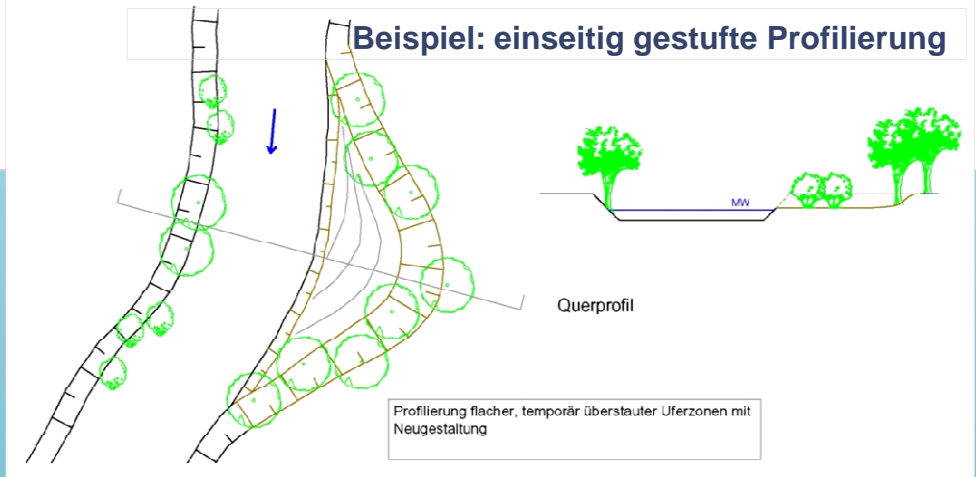 Beispiel: einseitig gestufte Profilierung
MW
Querprofil
Profilierung flacher, temporär überstauter Uferzonen mit
Neugestaltung